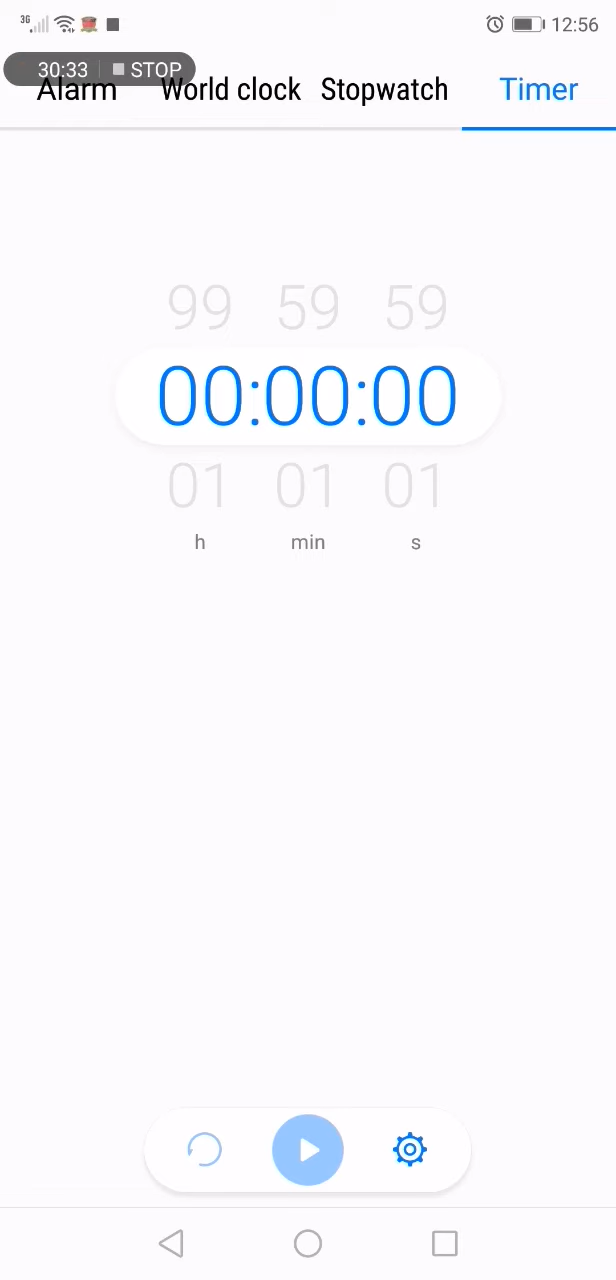 3G 12:56
30:33 STOP
Alarm World clock Stopwatch Timer
99 59 59
00:00:00
01 01 01
h min s